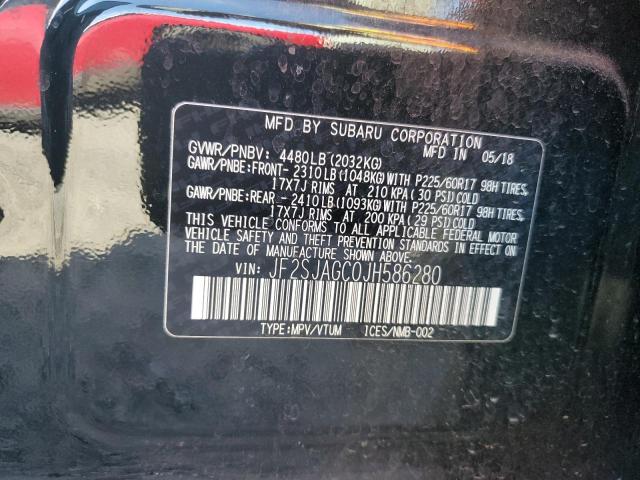 MFD BY SUBARU CORPORATION
GVWR/PNBV: 4480LB(2032KG) MFD IN 05/18
GAWR/PNBE:FRONT- 2310LB(1048KG)WITH P225/60R17 98H TIRES,
17X7J RIMS AT 210 KPA(30 PSI)COLD
GAWR/PNBE:REAR - 2410LB(1093KG)WITH P225/60R17 98H TIRES,
17X7J RIMS AT 200 KPA(29 PSI)COLD
THIS VEHICLE CONFORMS TO ALL APPLICABLE FEDERAL MOTOR
VEHICLE SAFETY AND THEFT PREVENTION STANDARDS IN EFFECT ON
THE DATE OF MANUFACTURE SHOWN ABOVE.
VIN: JF2SJAGC0JH586280
TYPE:MPV/VTUM ICES/NMB-002